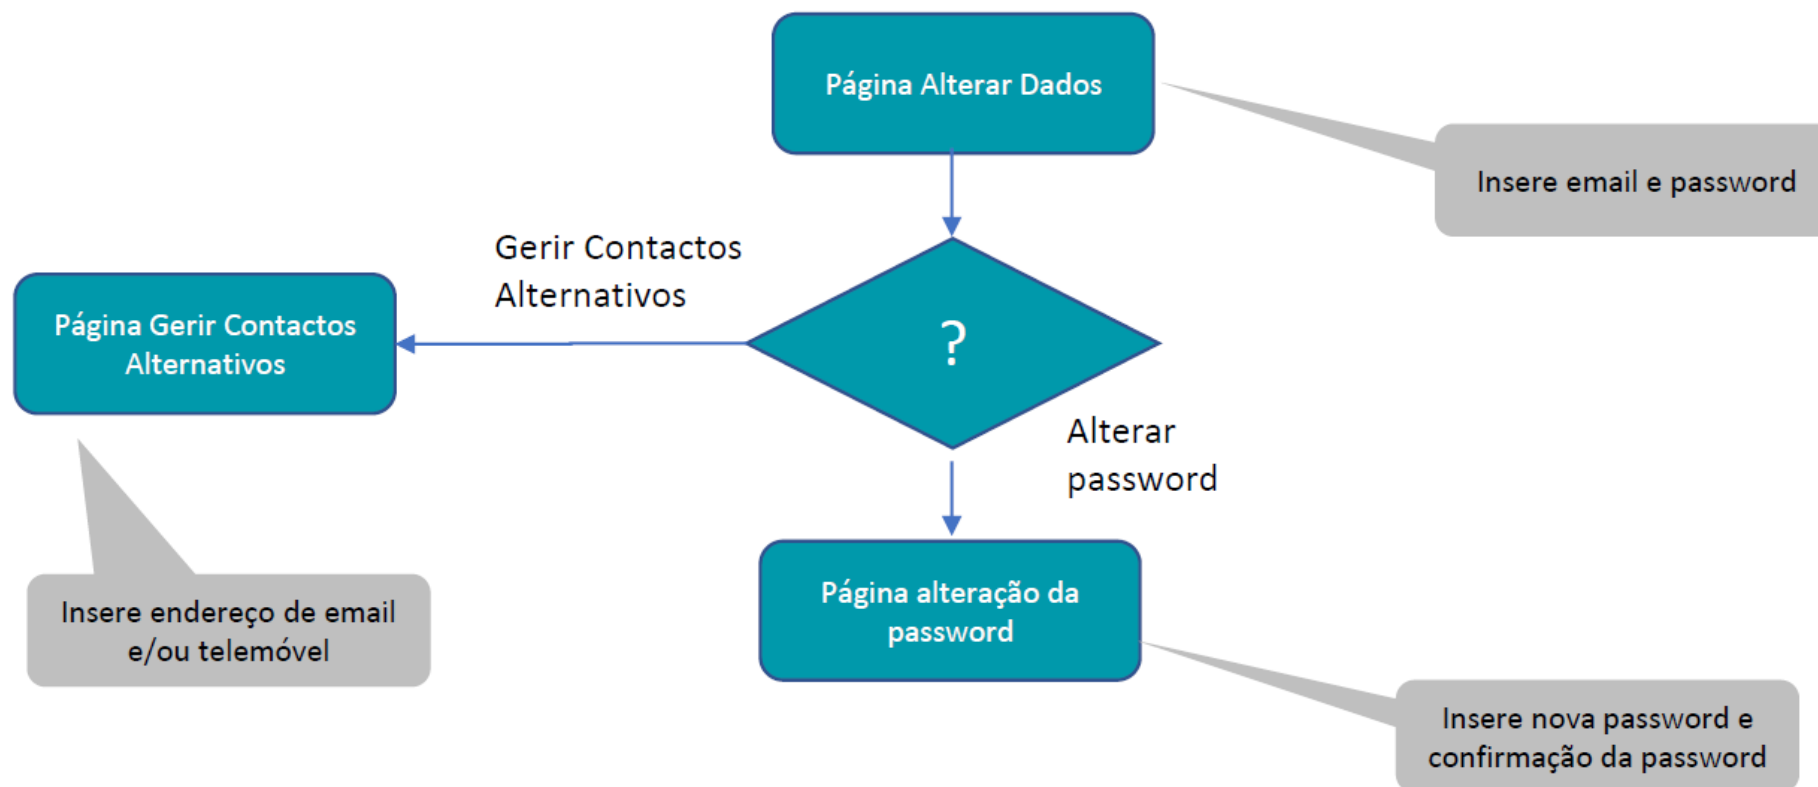 Página Alterar Dados
Insere email e password
Gerir Contactos
Alternativos
Página Gerir Contactos
Alternativos
?
Alterar
password
Insere endereço de email
e/ou telemóvel
Página alteração da
password
Insere nova password e
confirmação da password